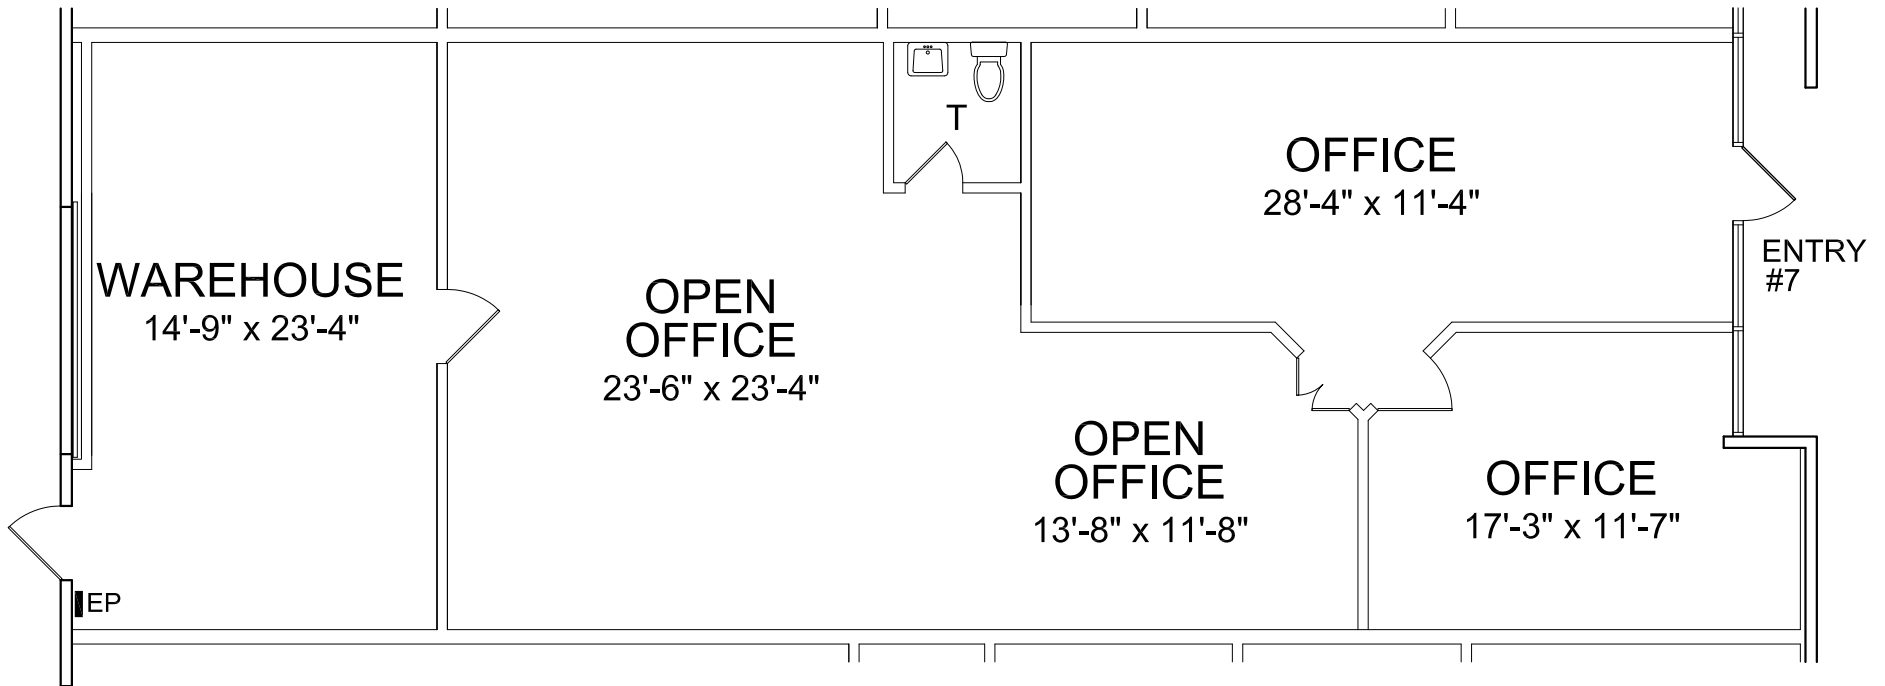 T
OFFICE
28'-4" x 11'-4"
ENTRY
#7
WAREHOUSE
14'-9" x 23'-4"
OPEN
OFFICE
23'-6" x 23'-4"
OPEN
OFFICE
13'-8" x 11'-8"
OFFICE
17'-3" x 11'-7"
EP